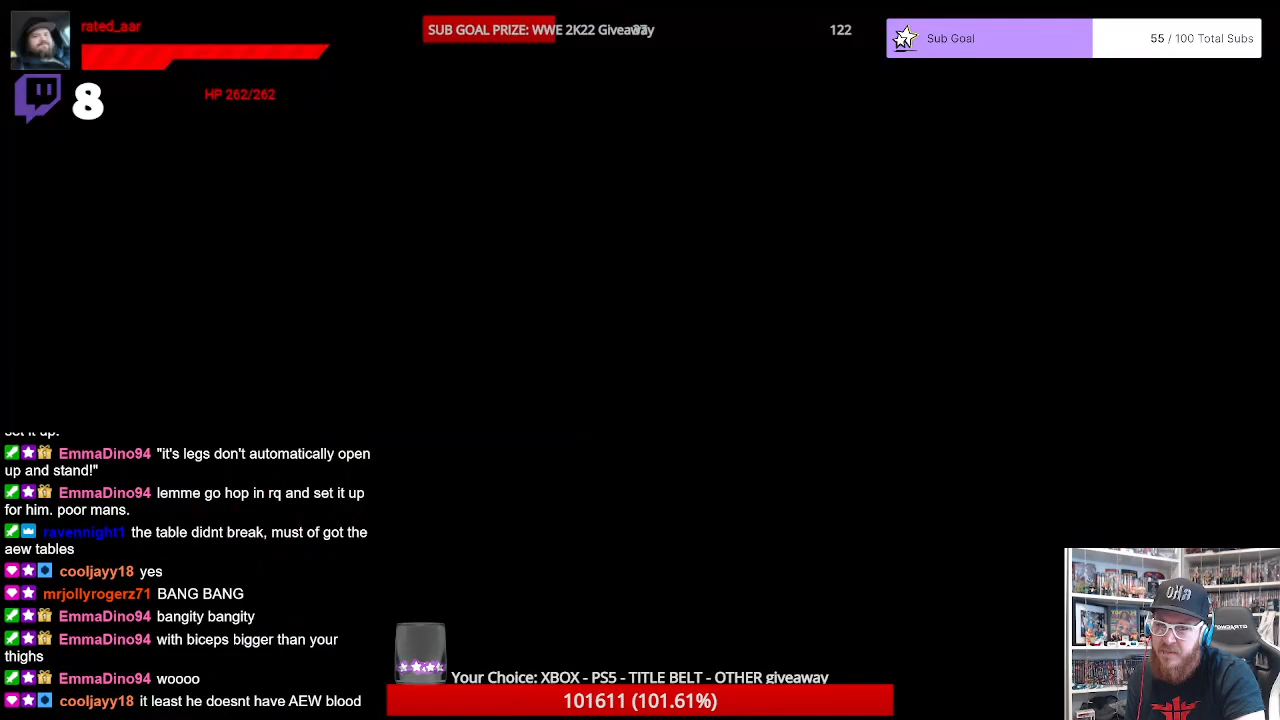 rated_aar
HP 262/262
8
SUB GOAL PRIZE: WWE 2K22 Giveaway
122
Sub Goal
55 / 100 Total Subs
set it up.
EmmaDino94 "it's legs don't automatically open
up and stand!"
EmmaDino94 lemme go hop in rq and set it up
for him. poor mans.
ravennight1 the table didnt break, must of got the
aew tables
cooljayy18 yes
mrjollyrogerz71 BANG BANG
EmmaDino94 bangity bangity
EmmaDino94 with biceps bigger than your
thighs
EmmaDino94 woooo
cooljayy18 it least he doesnt have AEW blood
Your Choice: XBOX - PS5 - TITLE BELT - OTHER giveaway
101611 (101.61%)